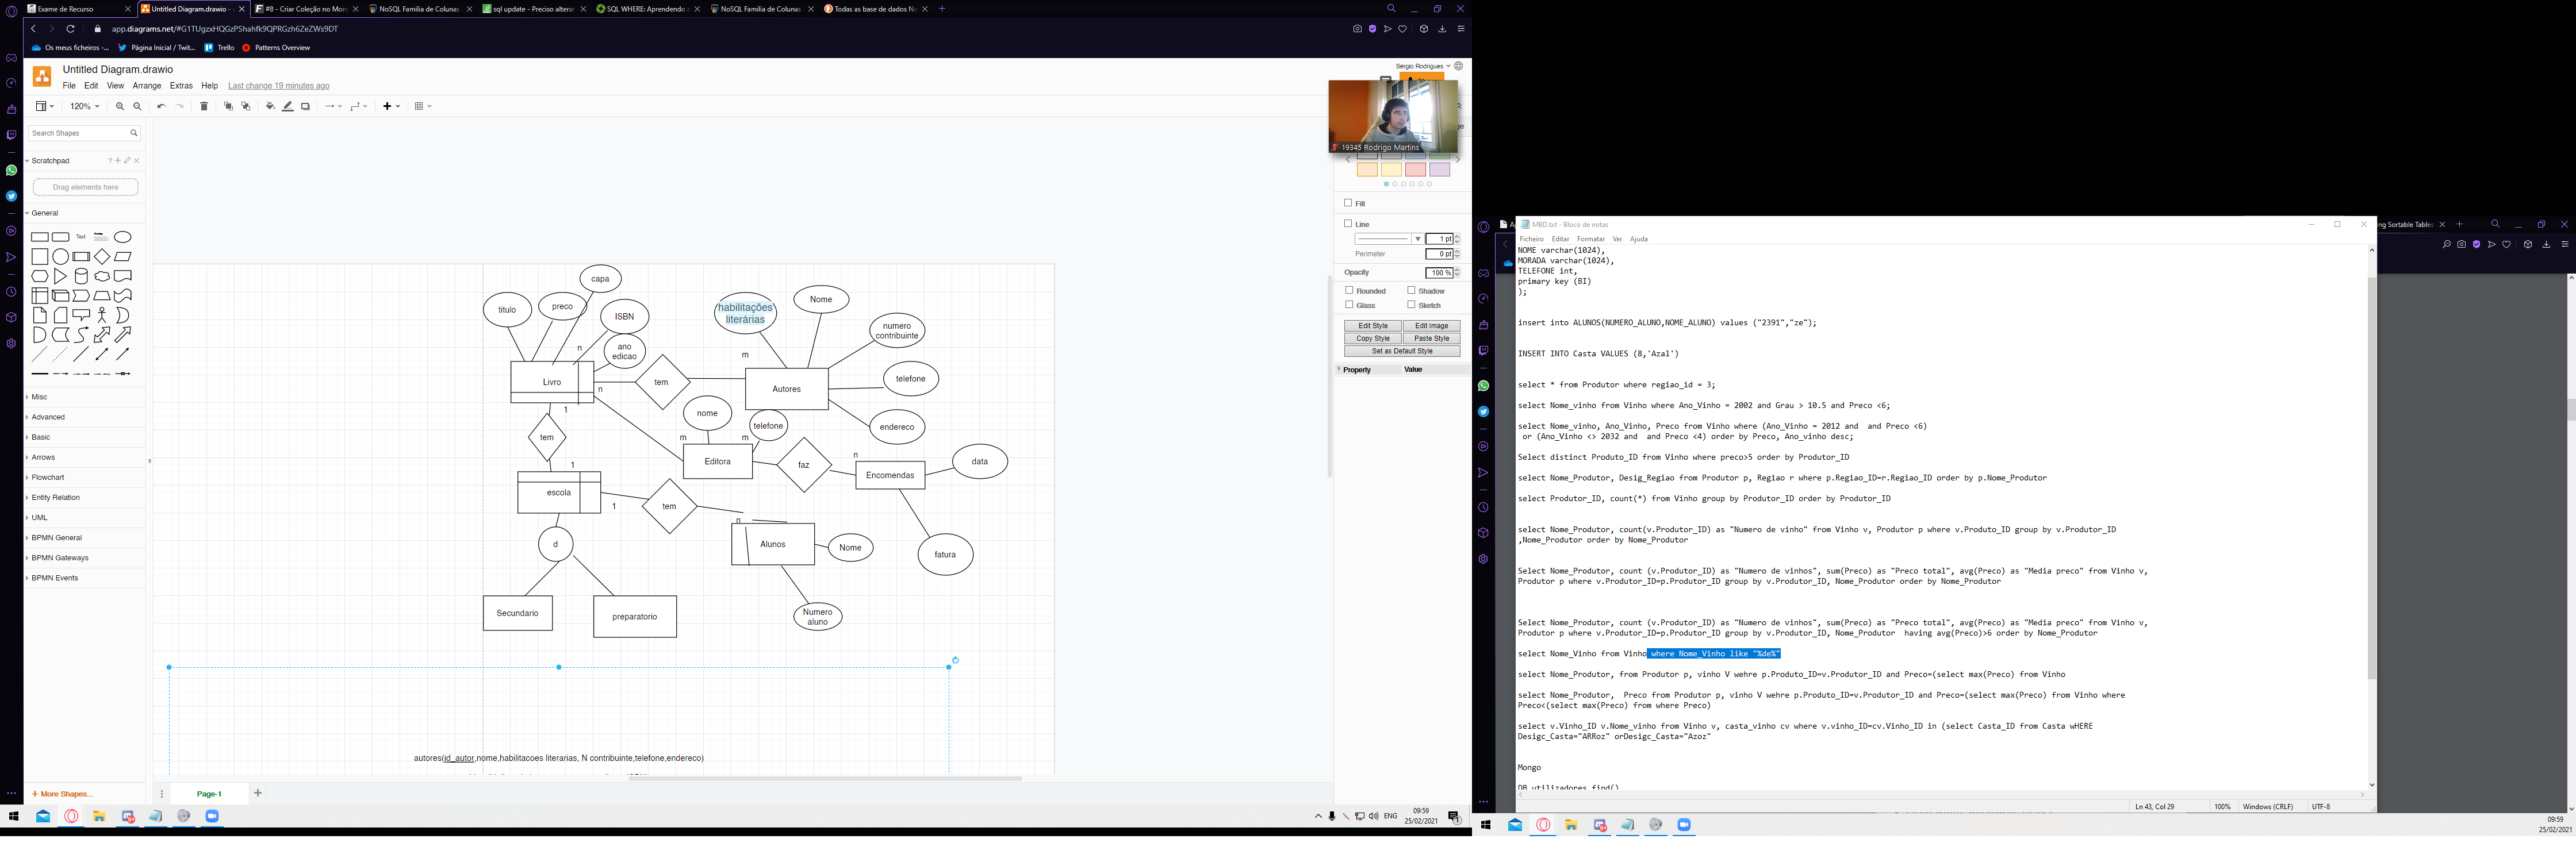 Exame de Recurso
Untitled Diagram.drawio -
#8 - Criar Coleção no Mon
NoSQL Familia de Colunas
sql update - Preciso alterar
SQL WHERE: Aprendendo a
NoSQL Familia de Colunas
Todas as base de dados No
app.diagrams.net/#G1TUgzxHQGzPShahfk9QPRGzh6ZeZWs9DT
Os meus ficheiros -...
Página Inicial / Twit...
Trello
Patterns Overview
Untitled Diagram.drawio
Sérgio Rodrigues
File Edit View Arrange Extras Help Last change 19 minutes ago
120%
Search Shapes
Scratchpad
Drag elements here
General
Text
Misc
Advanced
Basic
Arrows
Flowchart
Entity Relation
UML
BPMN General
BPMN Gateways
BPMN Events
+ More Shapes...
capa
titulo
preco
ISBN
ano
edicao
n
Livro
n
1
tem
m
habilitações
literárias
Nome
numero
contribuinte
telefone
endereco
Autores
tem
1
nome
telefone
m
m
Editora
faz
n
Encomendas
data
fatura
escola
1
tem
n
Alunos
Nome
Numero
aluno
d
Secundario
preparatorio
autores(id_autor,nome,habilitacoes literarias, N contribuinte,telefone,endereco)
Page-1
19345 Rodrigo Martins
Fill
Line
1 pt
Perimeter
0 pt
Opacity
100 %
Rounded
Shadow
Glass
Sketch
Edit Style
Edit Image
Copy Style
Paste Style
Set as Default Style
Property
Value
ENG
09:59
25/02/2021
MBD.txt - Bloco de notas
ng Sortable Tables
Ficheiro Editar Formatar Ver Ajuda
NOME varchar(1024),
MORADA varchar(1024),
TELEFONE int,
primary key (BI)
);
insert into ALUNOS(NUMERO_ALUNO,NOME_ALUNO) values ("2391","ze");
INSERT INTO Casta VALUES (8,'Azal')
select * from Produtor where regiao_id = 3;
select Nome_vinho from Vinho where Ano_Vinho = 2002 and Grau > 10.5 and Preco <6;
select Nome_vinho, Ano_Vinho, Preco from Vinho where (Ano_Vinho = 2012 and  and Preco <6)
or (Ano_Vinho <> 2032 and  and Preco <4) order by Preco, Ano_vinho desc;
Select distinct Produto_ID from Vinho where preco>5 order by Produtor_ID
select Nome_Produtor, Desig_Regiao from Produtor p, Regiao r where p.Regiao_ID=r.Regiao_ID order by p.Nome_Produtor
select Produtor_ID, count(*) from Vinho group by Produtor_ID order by Produtor_ID
select Nome_Produtor, count(v.Produtor_ID) as "Numero de vinho" from Vinho v, Produtor p where v.Produto_ID group by v.Produtor_ID
,Nome_Produtor order by Nome_Produtor
Select Nome_Produtor, count (v.Produtor_ID) as "Numero de vinhos", sum(Preco) as "Preco total", avg(Preco) as "Media preco" from Vinho v,
Produtor p where v.Produtor_ID=p.Produtor_ID group by v.Produtor_ID, Nome_Produtor order by Nome_Produtor
Select Nome_Produtor, count (v.Produtor_ID) as "Numero de vinhos", sum(Preco) as "Preco total", avg(Preco) as "Media preco" from Vinho v,
Produtor p where v.Produtor_ID=p.Produtor_ID group by v.Produtor_ID, Nome_Produtor  having avg(Preco)>6 order by Nome_Produtor
select Nome_Vinho from Vinho where Nome_Vinho like "%de%"
select Nome_Produtor, from Produtor p, vinho V wehre p.Produto_ID=v.Produtor_ID and Preco=(select max(Preco) from Vinho
select Nome_Produtor,  Preco from Produtor p, vinho V wehre p.Produto_ID=v.Produtor_ID and Preco=(select max(Preco) from Vinho where
Preco<(select max(Preco) from where Preco)
select v.Vinho_ID v.Nome_vinho from Vinho v, casta_vinho cv where v.vinho_ID=cv.Vinho_ID in (select Casta_ID from Casta wHERE
Desigc_Casta="ARRoz" orDesigc_Casta="Azoz"
Mongo
DB.utilizadores.find()
Ln 43, Col 29
100%
Windows (CRLF)
UTF-8
09:59
25/02/2021